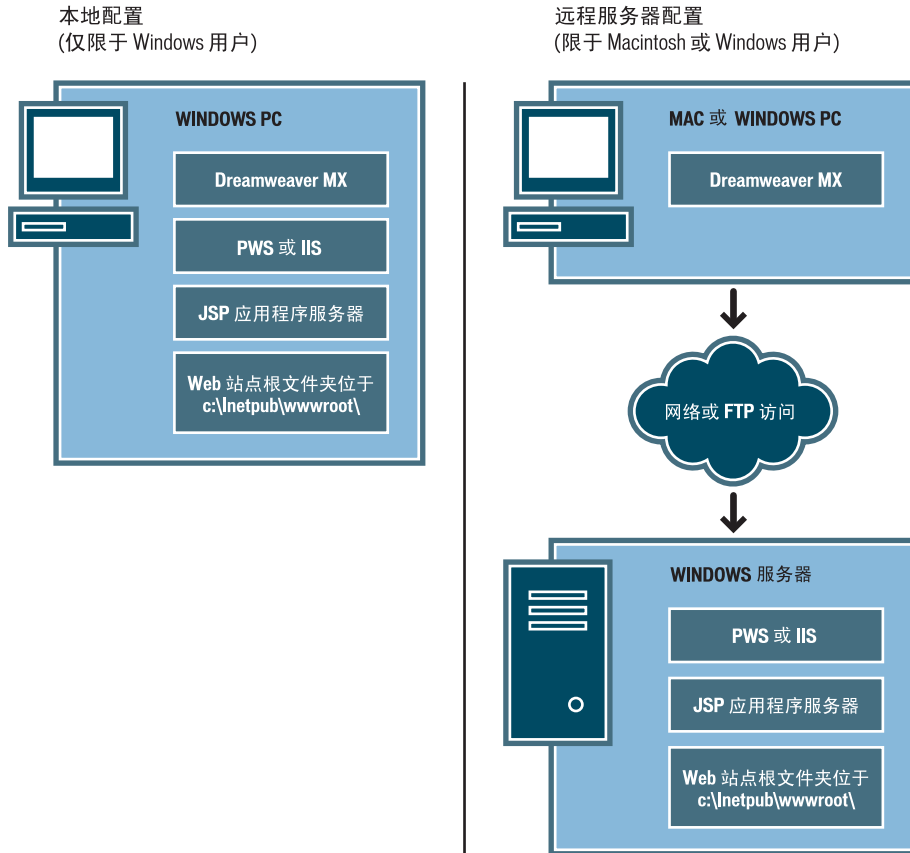 本地配置
(仅限于 Windows 用户)
WINDOWS PC
Dreamweaver MX
PWS 或 IIS
JSP 应用程序服务器
Web 站点根文件夹位于
c:\Inetpub\wwwroot\
远程服务器配置
(限于 Macintosh 或 Windows 用户)
MAC 或 WINDOWS PC
Dreamweaver MX
网络或 FTP 访问
WINDOWS 服务器
PWS 或 IIS
JSP 应用程序服务器
Web 站点根文件夹位于
c:\Inetpub\wwwroot\